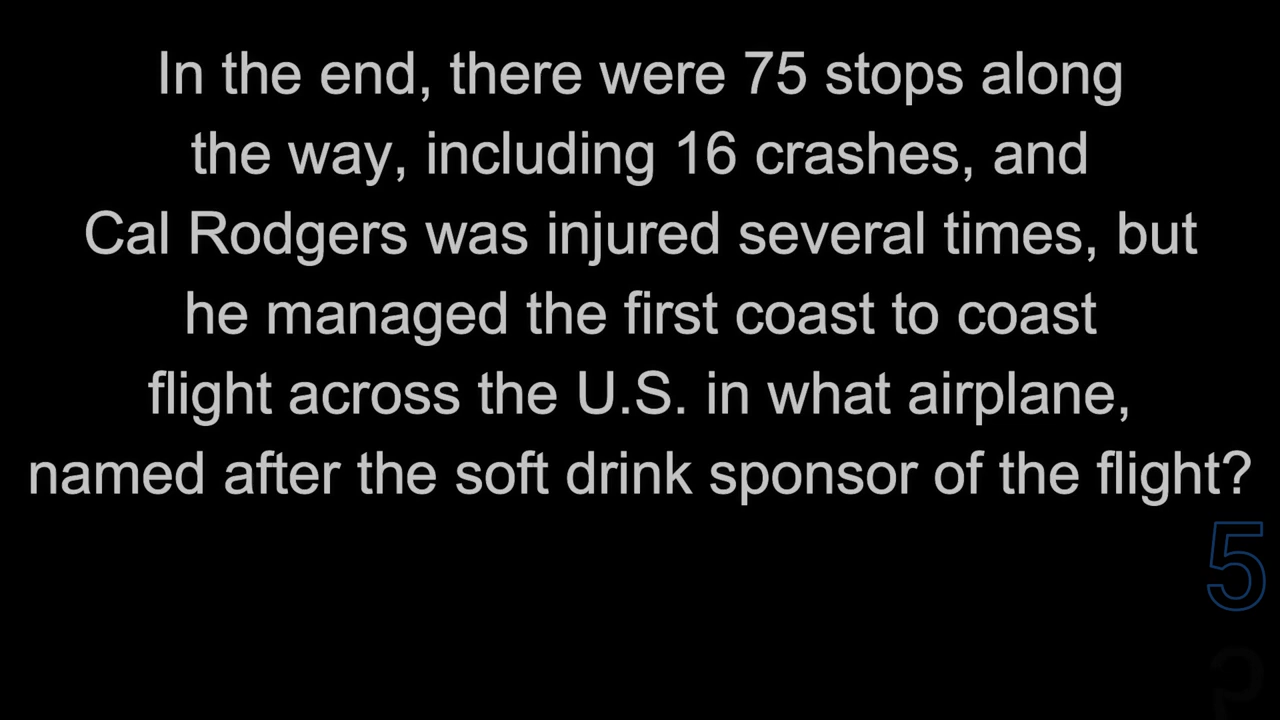 In the end, there were 75 stops along
the way, including 16 crashes, and
Cal Rodgers was injured several times, but
he managed the first coast to coast
flight across the U.S. in what airplane,
named after the soft drink sponsor of the flight?
5